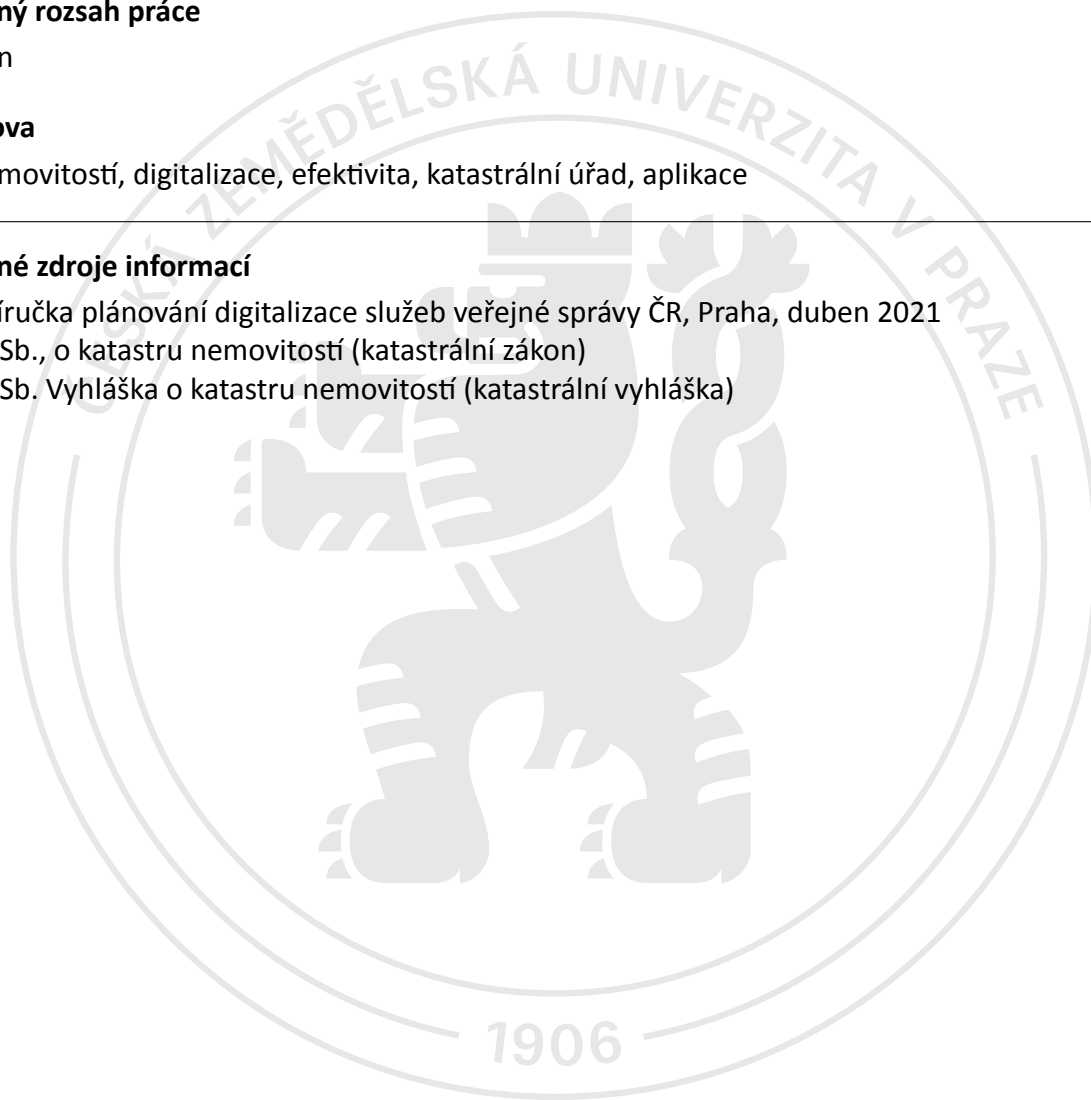 ný rozsah práce
n
ova
movitostí, digitalizace, efektivita, katastrální úřad, aplikace
né zdroje informací
íručka plánování digitalizace služeb veřejné správy ČR, Praha, duben 2021
Sb., o katastru nemovitostí (katastrální zákon)
Sb. Vyhláška o katastru nemovitostí (katastrální vyhláška)
ČESKÁ ZEMĚDĚLSKÁ UNIVERZITA V PRAZE
1906